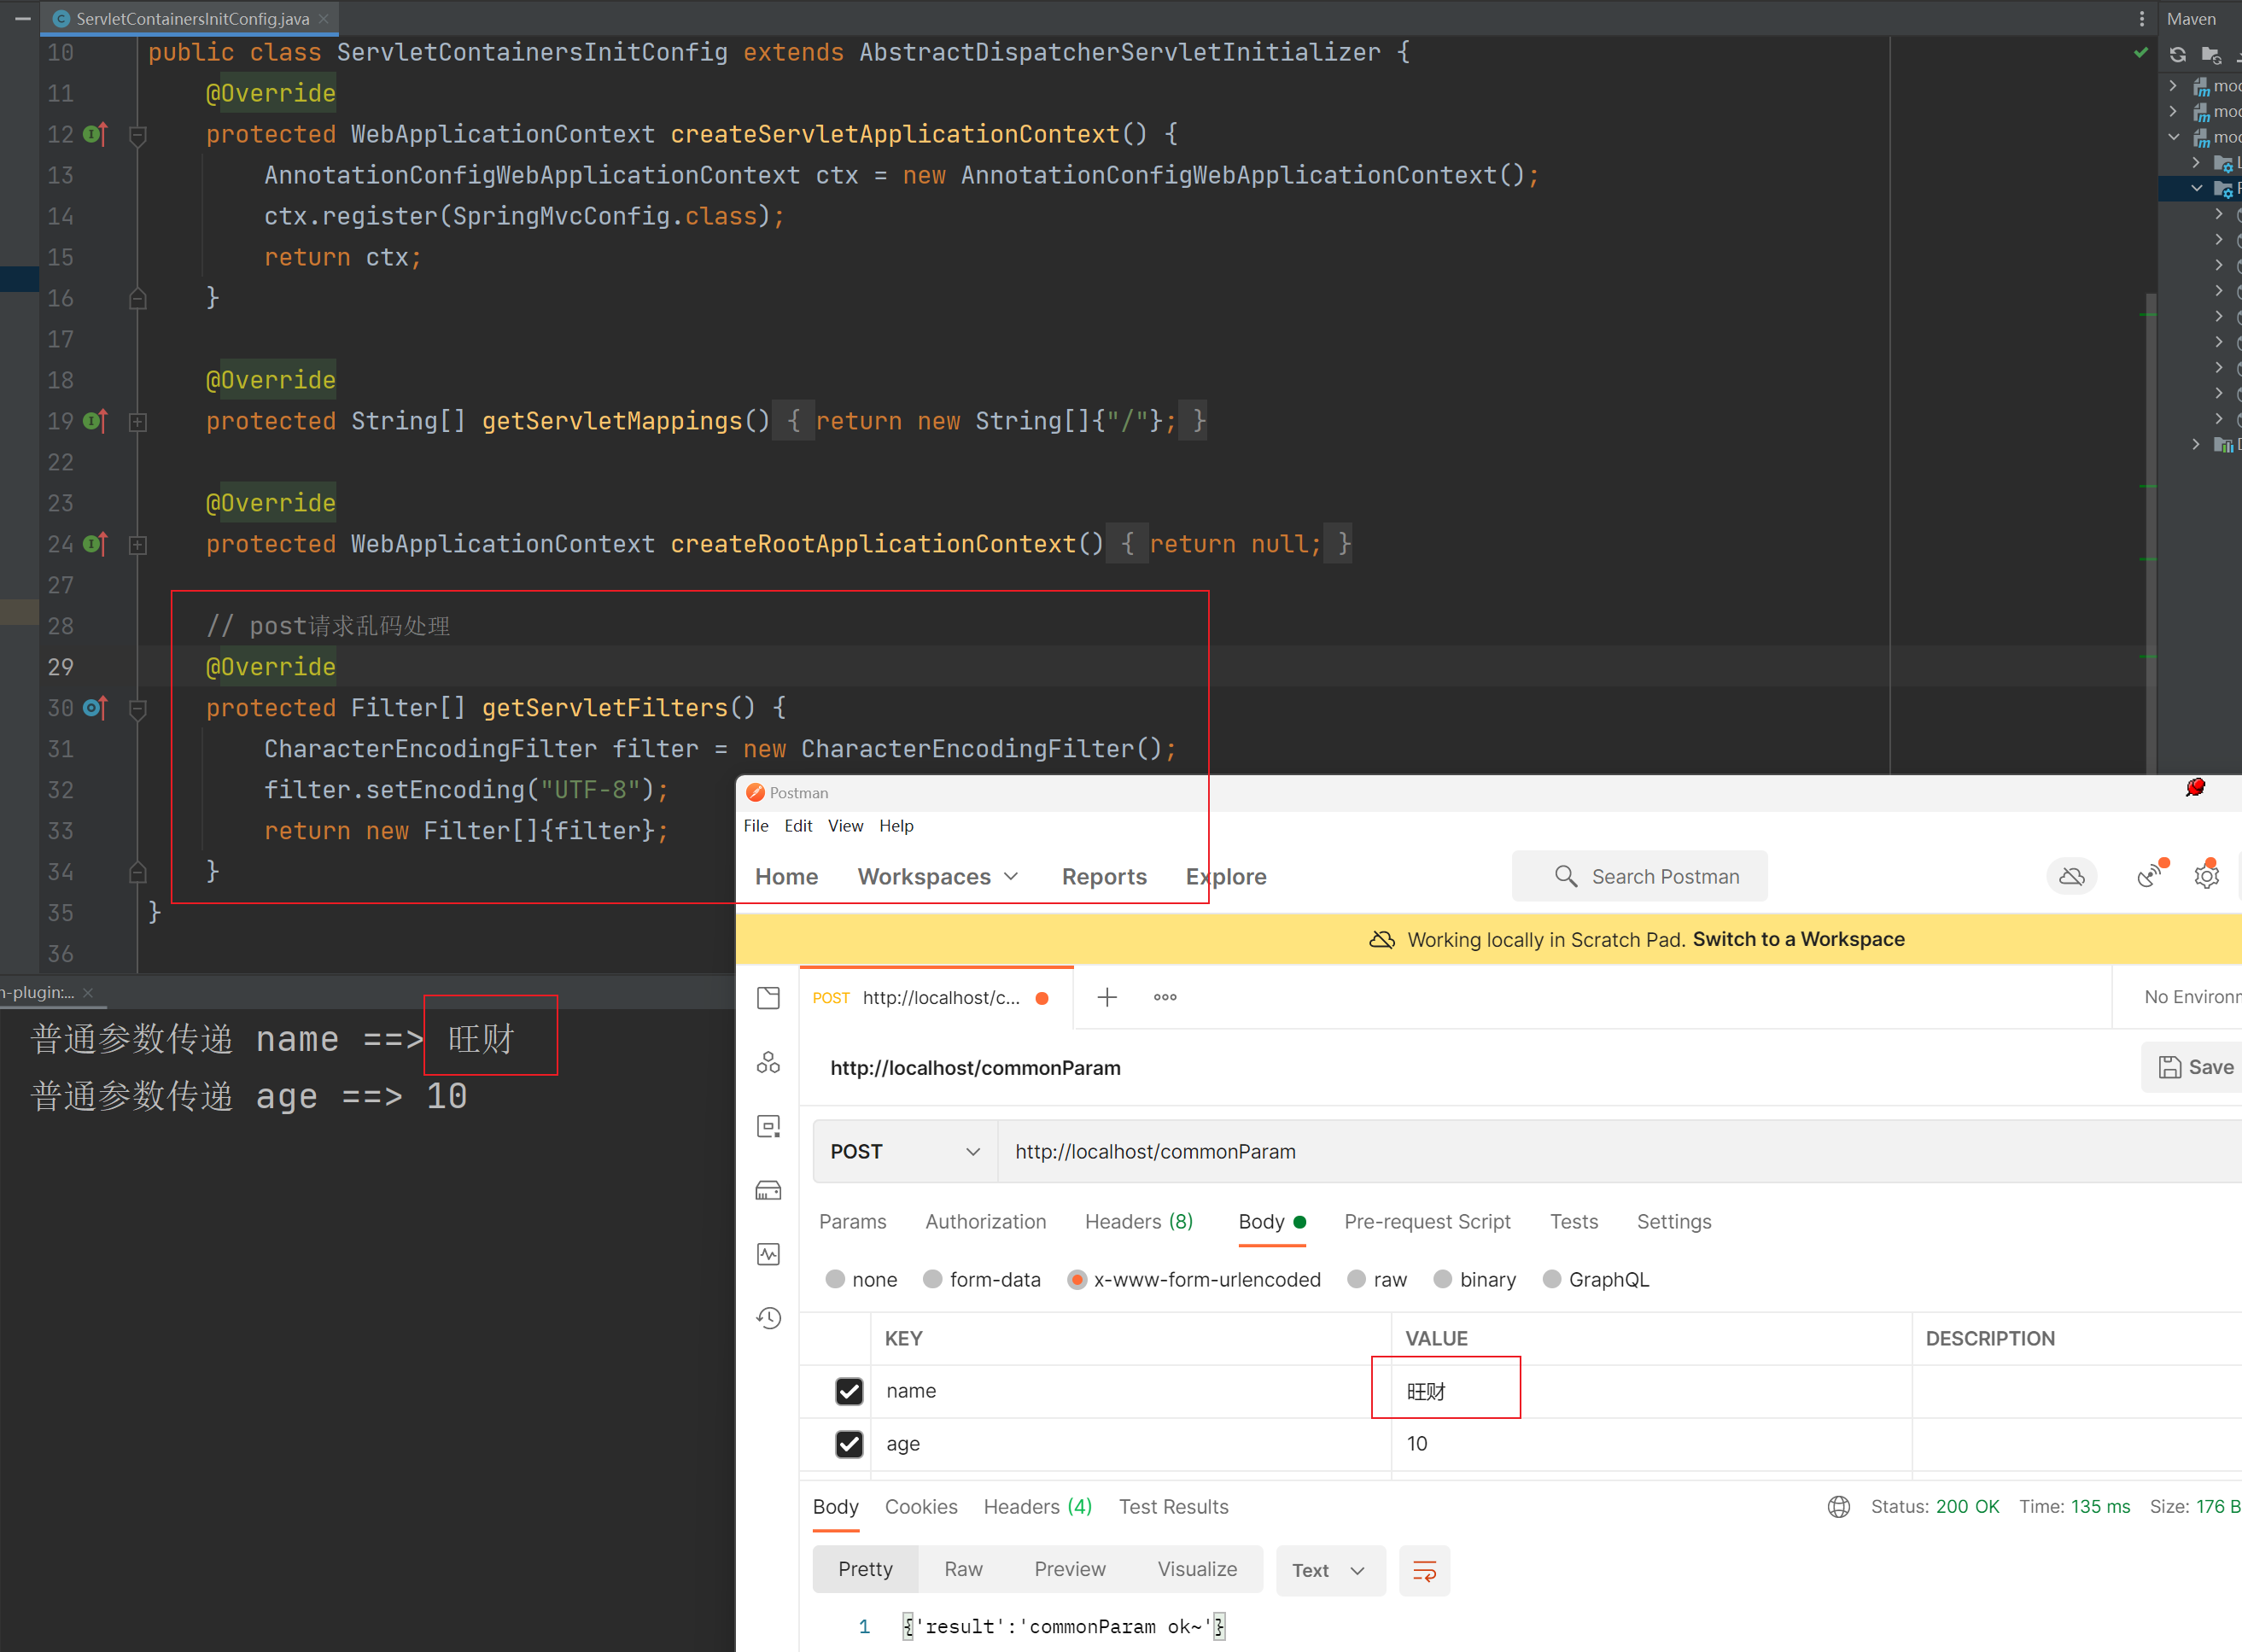 ServletContainersInitConfig.java
Maven
10 public class ServletContainersInitConfig extends AbstractDispatcherServletInitializer {
11 @Override
12 protected WebApplicationContext createServletApplicationContext() {
13 AnnotationConfigWebApplicationContext ctx = new AnnotationConfigWebApplicationContext();
14 ctx.register(SpringMvcConfig.class);
15 return ctx;
16 }
17
18 @Override
19 protected String[] getServletMappings() { return new String[]{"/"}; }
22
23 @Override
24 protected WebApplicationContext createRootApplicationContext() { return null; }
27
28 // post请求乱码处理
29 @Override
30 protected Filter[] getServletFilters() {
31 CharacterEncodingFilter filter = new CharacterEncodingFilter();
32 filter.setEncoding("UTF-8");
33 return new Filter[]{filter};
34 }
35 }
36
n-plugin:...
普通参数传递 name ==> 旺财
普通参数传递 age ==> 10
Postman
File Edit View Help
Home Workspaces Reports Explore Search Postman
Working locally in Scratch Pad. Switch to a Workspace
POST http://localhost/c...
No Environ
http://localhost/commonParam
Save
POST http://localhost/commonParam
Params Authorization Headers (8) Body Pre-request Script Tests Settings
none form-data x-www-form-urlencoded raw binary GraphQL
KEY VALUE DESCRIPTION
name 旺财
age 10
Body Cookies Headers (4) Test Results Status: 200 OK Time: 135 ms Size: 176 B
Pretty Raw Preview Visualize Text
1 {'result':'commonParam ok~'}